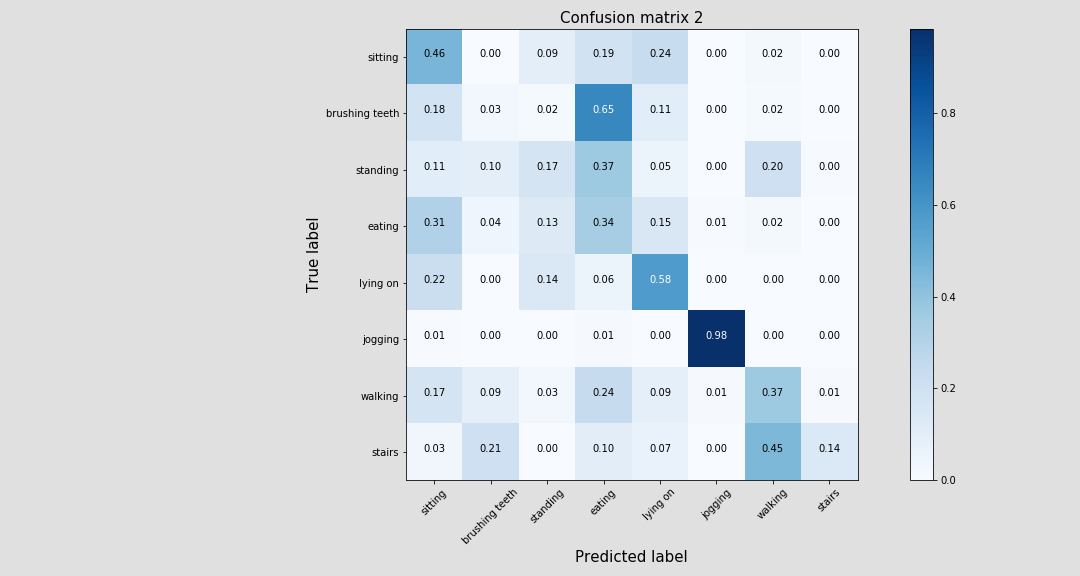 Confusion matrix 2
True label
sitting 0.46 0.00 0.09 0.19 0.24 0.00 0.02 0.00
brushing teeth 0.18 0.03 0.02 0.65 0.11 0.00 0.02 0.00
standing 0.11 0.10 0.17 0.37 0.05 0.00 0.20 0.00
eating 0.31 0.04 0.13 0.34 0.15 0.01 0.02 0.00
lying on 0.22 0.00 0.14 0.06 0.58 0.00 0.00 0.00
jogging 0.01 0.00 0.00 0.01 0.00 0.98 0.00 0.00
walking 0.17 0.09 0.03 0.24 0.09 0.01 0.37 0.01
stairs 0.03 0.21 0.00 0.10 0.07 0.00 0.45 0.14
sitting brushing teeth standing eating lying on jogging walking stairs
Predicted label
0.8
0.6
0.4
0.2
0.0